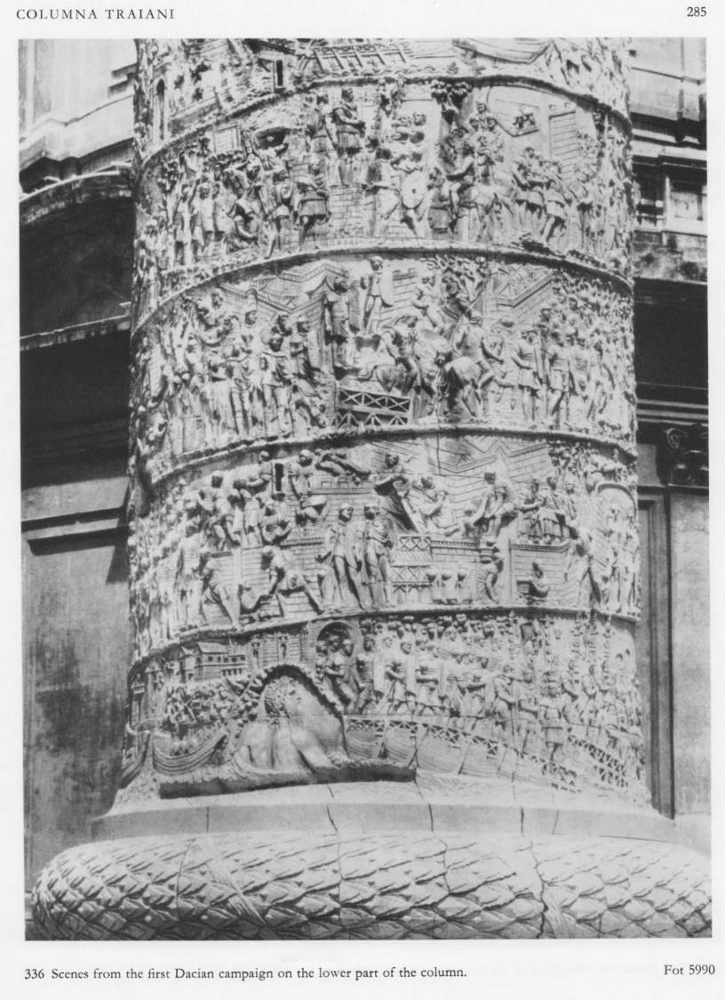 COLUMNA TRAIANI 285
336 Scenes from the first Dacian campaign on the lower part of the column. Fot 5990